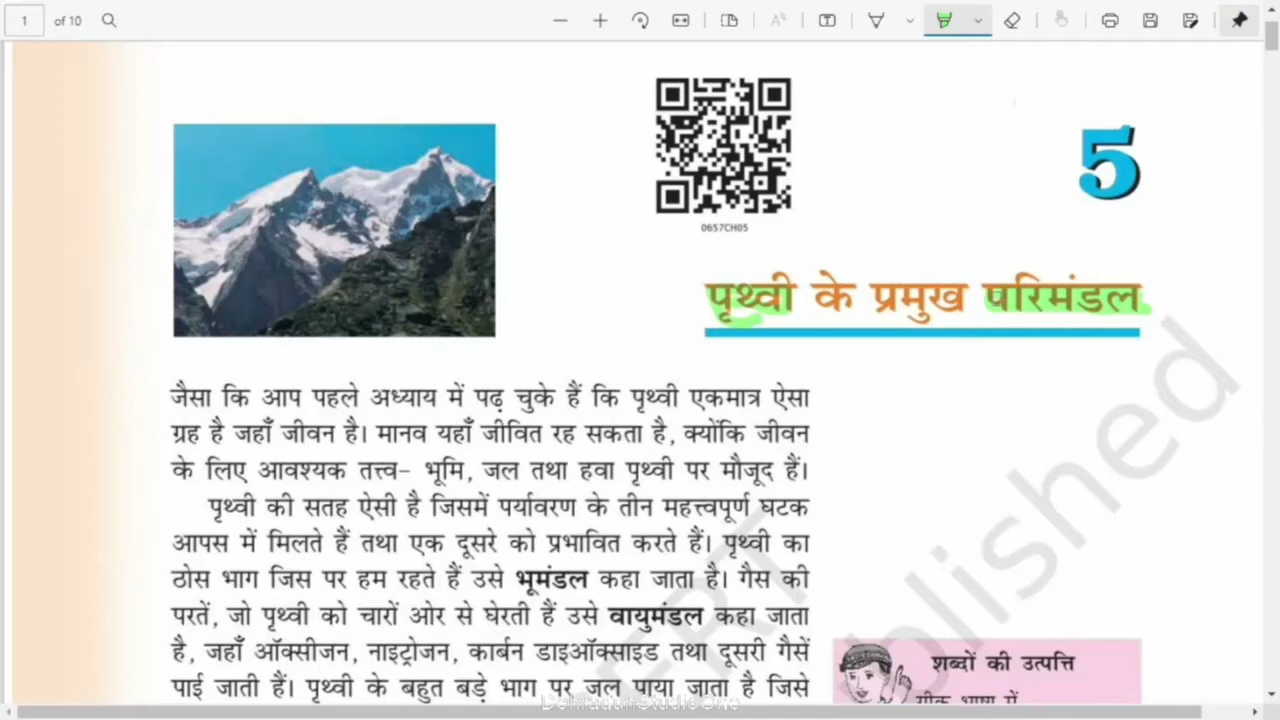 1 of 10
0657CH05
5
पृथ्वी के प्रमुख परिमंडल
जैसा कि आप पहले अध्याय में पढ़ चुके हैं कि पृथ्वी एकमात्र ऐसा
ग्रह है जहाँ जीवन है। मानव यहाँ जीवित रह सकता है, क्योंकि जीवन
के लिए आवश्यक तत्त्व– भूमि, जल तथा हवा पृथ्वी पर मौजूद हैं।
पृथ्वी की सतह ऐसी है जिसमें पर्यावरण के तीन महत्त्वपूर्ण घटक
आपस में मिलते हैं तथा एक दूसरे को प्रभावित करते हैं। पृथ्वी का
ठोस भाग जिस पर हम रहते हैं उसे भूमंडल कहा जाता है। गैस की
परतें, जो पृथ्वी को चारों ओर से घेरती हैं उसे वायुमंडल कहा जाता
है, जहाँ ऑक्सीजन, नाइट्रोजन, कार्बन डाइऑक्साइड तथा दूसरी गैसें
पाई जाती हैं। पृथ्वी के बहुत बड़े भाग पर जल पाया जाता है जिसे
शब्दों की उत्पत्ति
ग्रीक भाषा में